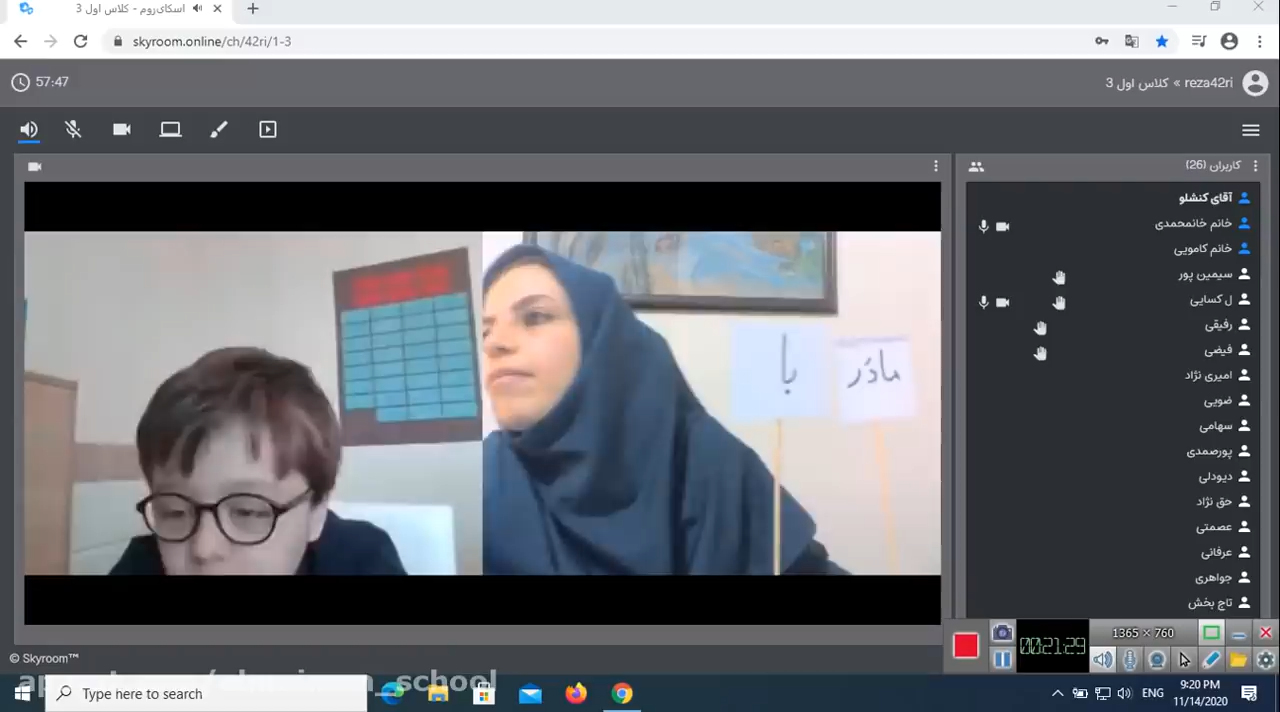 اسکای‌روم - کلاس اول 3
skyroom.online/ch/42ri/1-3
57:47
reza42ri » کلاس اول 3
کاربران (26)
آقای کنشلو
خانم خانمحمدی
خانم کامویی
سیمین پور
ل کسایی
رفیقی
فیضی
امیری نژاد
ضویی
سهامی
پورصمدی
دیودلی
حق نژاد
عصمتی
عرفانی
جواهری
تاج بخش
مادر
با
1365 × 760
00:21:29
© Skyroom™
_school
Type here to search
ENG
9:20 PM
11/14/2020